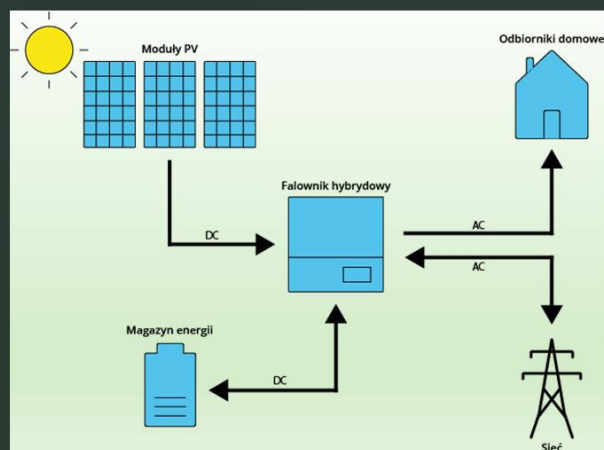 Moduły PV
Odbiorniki domowe
Falownik hybrydowy
DC
AC
AC
Magazyn energii
DC
Sieć